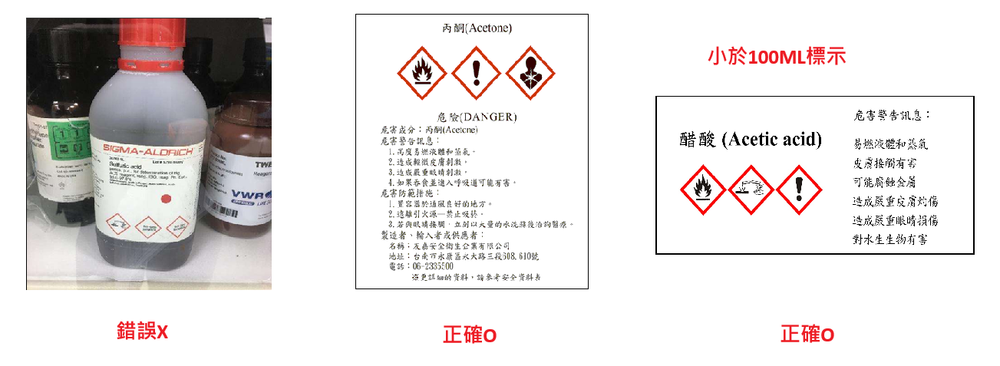 SIGMA-ALDRICH
Sulfuric acid
TWE
Reagen
VWR
錯誤X
丙酮(Acetone)
危險(DANGER)
危害成分：丙酮(Acetone)
危害警告訊息：
1.高度易燃液體和蒸氣。
2.造成輕微皮膚刺激。
3.造成嚴重眼睛刺激。
4.如果吞食並進入呼吸道可能有害。
危害防範措施：
1.置容器於通風良好的地方。
2.遠離引火源—禁止吸菸。
3.若與眼睛接觸，立刻以大量的水洗滌後洽詢醫療。
製造者、輸入者或供應者：
名稱：友嘉安全衛生企業有限公司
地址：台南市永康區永大路三段608.610號
電話：06-2335500
※更詳細的資料，請參考安全資料表
正確O
小於100ML標示
醋酸 (Acetic acid)
危害警告訊息：
易燃液體和蒸氣
皮膚接觸有害
可能腐蝕金屬
造成嚴重皮膚灼傷
造成嚴重眼睛損傷
對水生生物有害
正確O